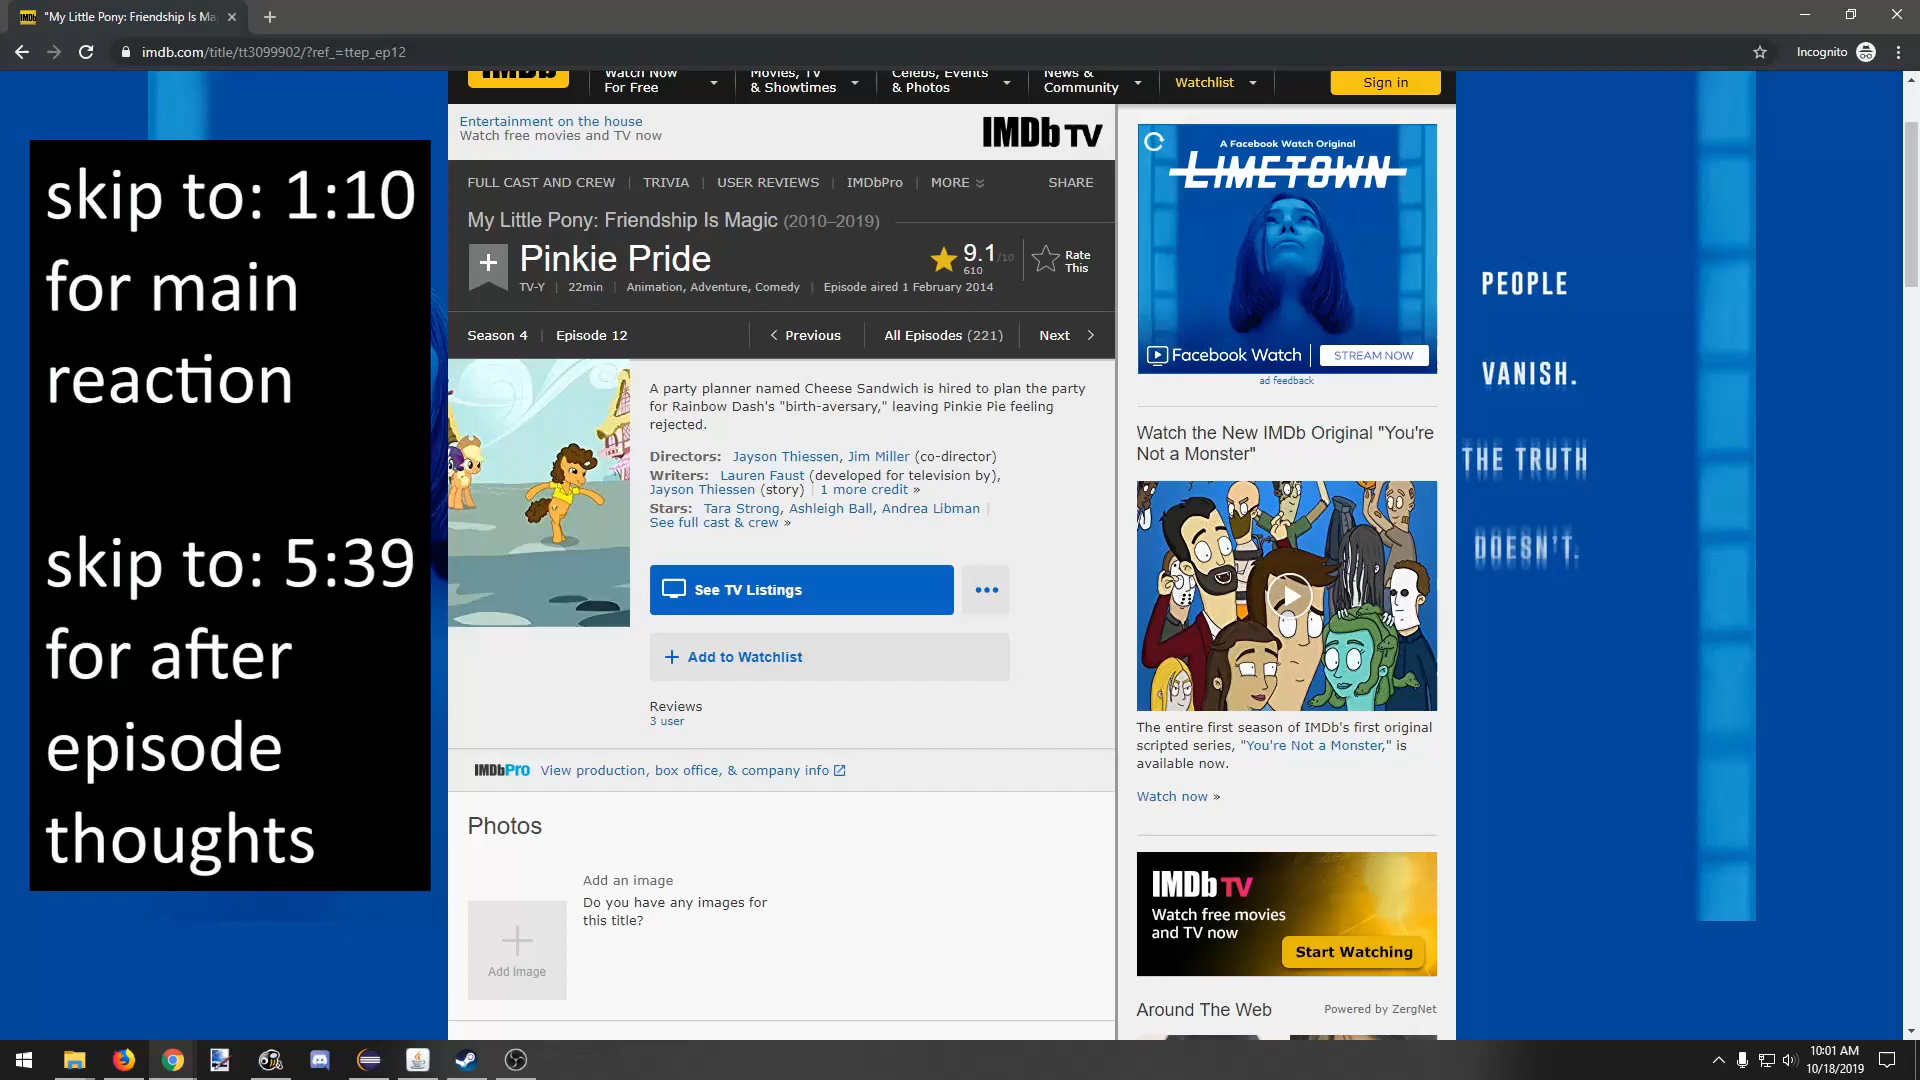 "My Little Pony: Friendship Is Ma
imdb.com/title/tt3099902/?ref_=ttep_ep12
Incognito
skip to: 1:10
for main
reaction
skip to: 5:39
for after
episode
thoughts
IMDb
Watch Now
For Free
Movies, TV
& Showtimes
Celebs, Events
& Photos
News &
Community
Watchlist
Sign in
Entertainment on the house
Watch free movies and TV now
IMDb TV
FULL CAST AND CREW | TRIVIA | USER REVIEWS | IMDbPro | MORE
SHARE
My Little Pony: Friendship Is Magic (2010–2019)
+ Pinkie Pride
9.1/10
610
Rate
This
TV-Y | 22min | Animation, Adventure, Comedy | Episode aired 1 February 2014
Season 4 | Episode 12
Previous
All Episodes (221)
Next
A party planner named Cheese Sandwich is hired to plan the party
for Rainbow Dash's "birth-aversary," leaving Pinkie Pie feeling
rejected.
Directors: Jayson Thiessen, Jim Miller (co-director)
Writers: Lauren Faust (developed for television by),
Jayson Thiessen (story) | 1 more credit »
Stars: Tara Strong, Ashleigh Ball, Andrea Libman |
See full cast & crew »
See TV Listings
+ Add to Watchlist
Reviews
3 user
IMDbPro View production, box office, & company info
Photos
Add an image
Do you have any images for
this title?
Add Image
A Facebook Watch Original
LIMETOWN
Facebook Watch | STREAM NOW
ad feedback
Watch the New IMDb Original "You're
Not a Monster"
The entire first season of IMDb's first original
scripted series, "You're Not a Monster," is
available now.
Watch now »
IMDb TV
Watch free movies
and TV now
Start Watching
Around The Web
Powered by ZergNet
PEOPLE
VANISH.
THE TRUTH
DOESN'T.
10:01 AM
10/18/2019